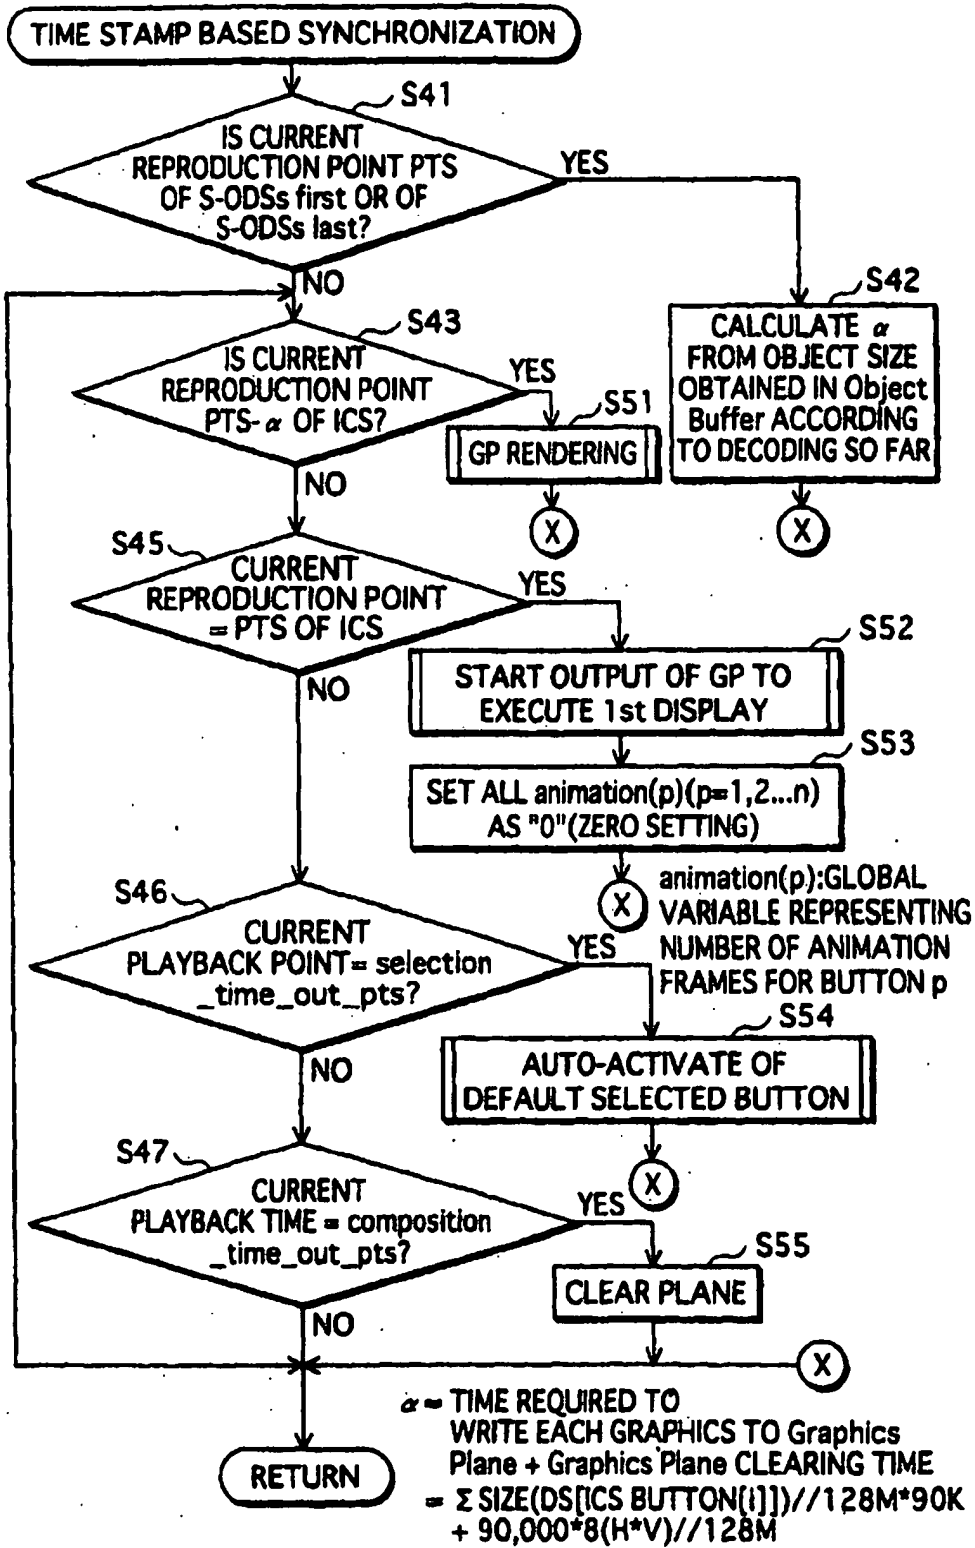 TIME STAMP BASED SYNCHRONIZATION
S41
IS CURRENT
REPRODUCTION POINT PTS
OF S-ODSs first OR OF
S-ODSs last?
YES
NO
S42
CALCULATE α
FROM OBJECT SIZE
OBTAINED IN Object
Buffer ACCORDING
TO DECODING SO FAR
X
S43
IS CURRENT
REPRODUCTION POINT
PTS-α OF ICS?
YES
NO
S51
GP RENDERING
X
S45
CURRENT
REPRODUCTION POINT
= PTS OF ICS
YES
NO
S52
START OUTPUT OF GP TO
EXECUTE 1st DISPLAY
S53
SET ALL animation(p)(p=1,2...n)
AS "0"(ZERO SETTING)
X
animation(p):GLOBAL
VARIABLE REPRESENTING
NUMBER OF ANIMATION
FRAMES FOR BUTTON p
S46
CURRENT
PLAYBACK POINT= selection
_time_out_pts?
YES
NO
S54
AUTO-ACTIVATE OF
DEFAULT SELECTED BUTTON
X
S47
CURRENT
PLAYBACK TIME = composition
_time_out_pts?
YES
NO
S55
CLEAR PLANE
X
RETURN
α = TIME REQUIRED TO
WRITE EACH GRAPHICS TO Graphics
Plane + Graphics Plane CLEARING TIME
= Σ SIZE(DS[ICS BUTTON[i]])//128M*90K
+ 90,000*8(H*V)//128M